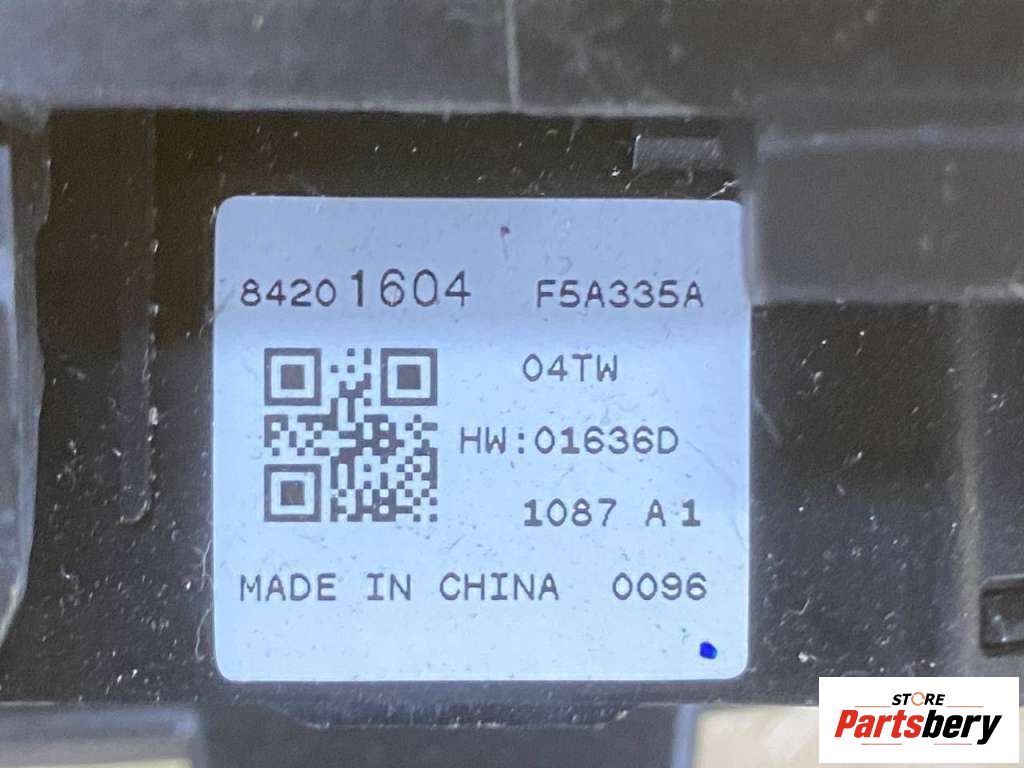 84201604 F5A335A
04TW
HW:01636D
1087 A1
MADE IN CHINA 0096
STORE
Partsbery